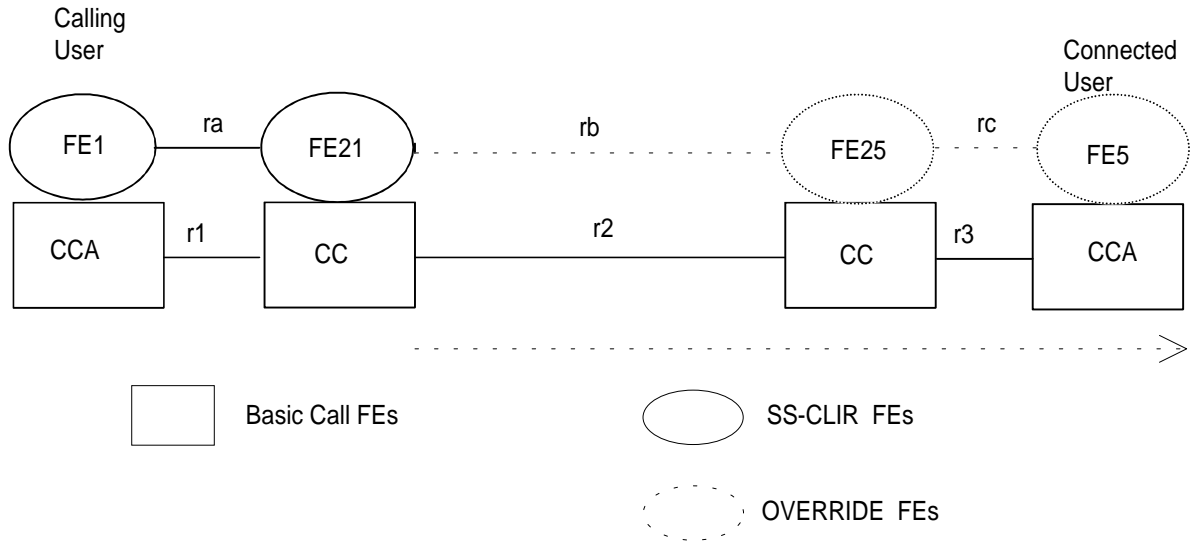 Calling
User
Connected
User
ra
rb
rc
FE1
FE21
FE25
FE5
r1
r2
r3
CCA
CC
CC
CCA
Basic Call FEs
SS-CLIR FEs
OVERRIDE FEs